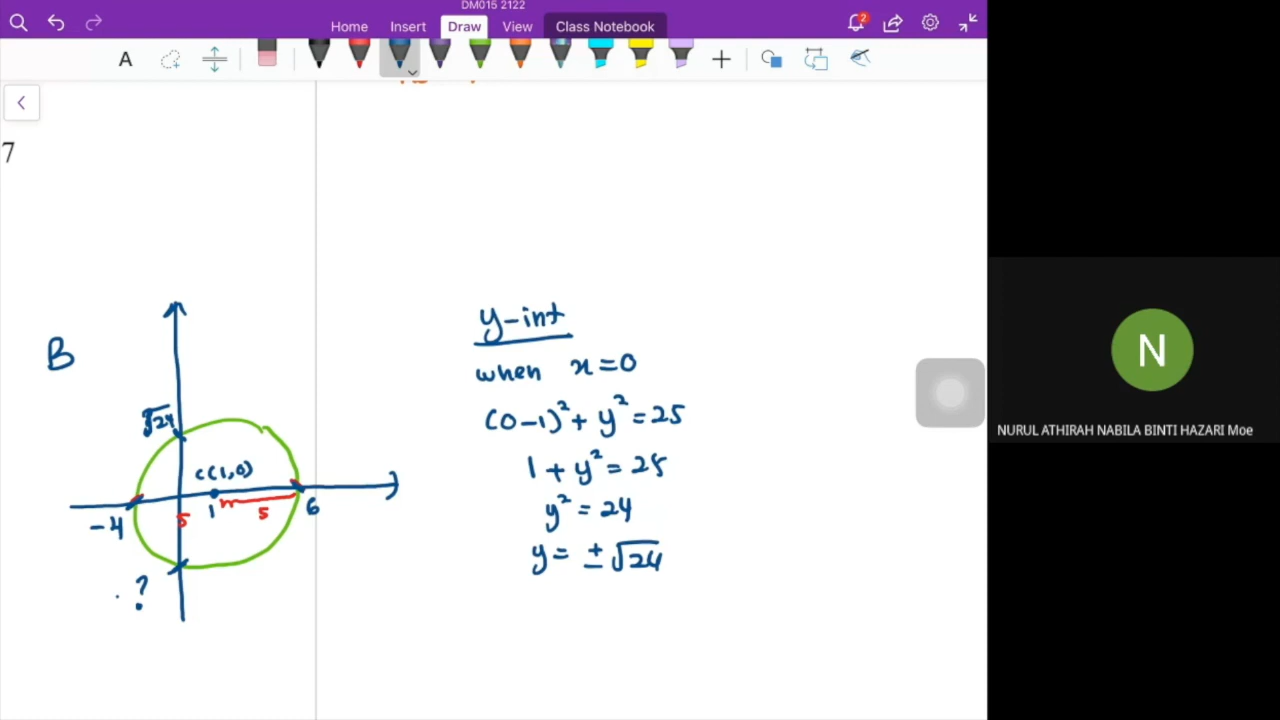 DM015 2122
Home Insert Draw View Class Notebook
2
A
7
y-int
when x=0
(0-1)² + y² = 25
1 + y² = 25
y² = 24
y = ± √24
B
√24
c(1,0)
-4 5 1 5 6
?
N
NURUL ATHIRAH NABILA BINTI HAZARI Moe